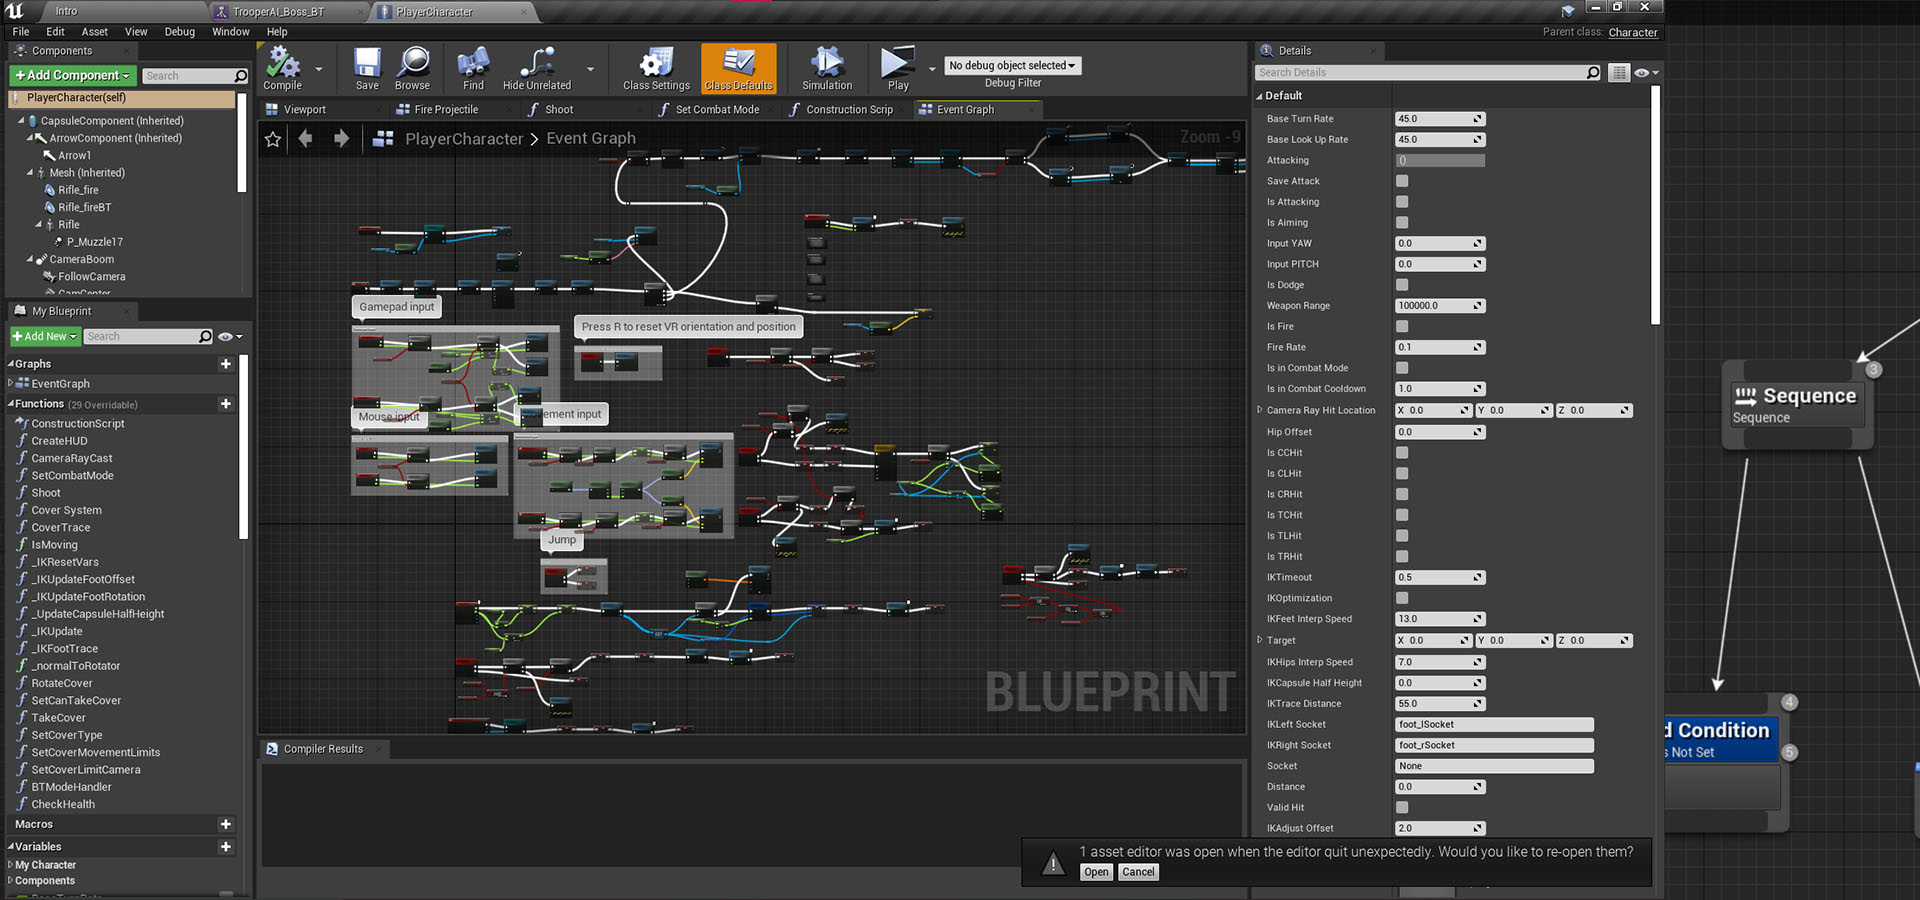 Intro
TrooperAI_Boss_BT
PlayerCharacter
File Edit Asset View Debug Window Help
Parent class: Character
Components
+Add Component
Search
PlayerCharacter(self)
CapsuleComponent (Inherited)
ArrowComponent (Inherited)
Arrow1
Mesh (Inherited)
Rifle_fire
Rifle_fireBT
Rifle
P_Muzzle17
CameraBoom
FollowCamera
CamCenter
My Blueprint
+Add New
Search
Graphs
EventGraph
Functions (29 Overridable)
ConstructionScript
CreateHUD
CameraRayCast
SetCombatMode
Shoot
Cover System
CoverTrace
IsMoving
_IKResetVars
_IKUpdateFootOffset
_IKUpdateFootRotation
_UpdateCapsuleHalfHeight
_IKUpdate
_IKFootTrace
_normalToRotator
RotateCover
SetCanTakeCover
TakeCover
SetCoverType
SetCoverMovementLimits
SetCoverLimitCamera
BTModeHandler
CheckHealth
Macros
Variables
My Character
Components
Compile
Save
Browse
Find
Hide Unrelated
Class Settings
Class Defaults
Simulation
Play
No debug object selected
Debug Filter
Viewport
Fire Projectile
Shoot
Set Combat Mode
Construction Scrip
Event Graph
PlayerCharacter > Event Graph
Zoom -9
Gamepad input
Press R to reset VR orientation and position
Mouse input
ement input
Jump
BLUEPRINT
Compiler Results
Details
Search Details
Default
Base Turn Rate 45.0
Base Look Up Rate 45.0
Attacking ()
Save Attack
Is Attacking
Is Aiming
Input YAW 0.0
Input PITCH 0.0
Is Dodge
Weapon Range 100000.0
Is Fire
Fire Rate 0.1
Is in Combat Mode
Is in Combat Cooldown 1.0
Camera Ray Hit Location X 0.0 Y 0.0 Z 0.0
Hip Offset 0.0
Is CCHit
Is CLHit
Is CRHit
Is TCHit
Is TLHit
Is TRHit
IKTimeout 0.5
IKOptimization
IKFeet Interp Speed 13.0
Target X 0.0 Y 0.0 Z 0.0
IKHips Interp Speed 7.0
IKCapsule Half Height 0.0
IKTrace Distance 55.0
IKLeft Socket foot_lSocket
IKRight Socket foot_rSocket
Socket None
Distance 0.0
Valid Hit
IKAdjust Offset 2.0
1 asset editor was open when the editor quit unexpectedly. Would you like to re-open them?
Open Cancel
3
Sequence
Sequence
4
d Condition
s Not Set
5